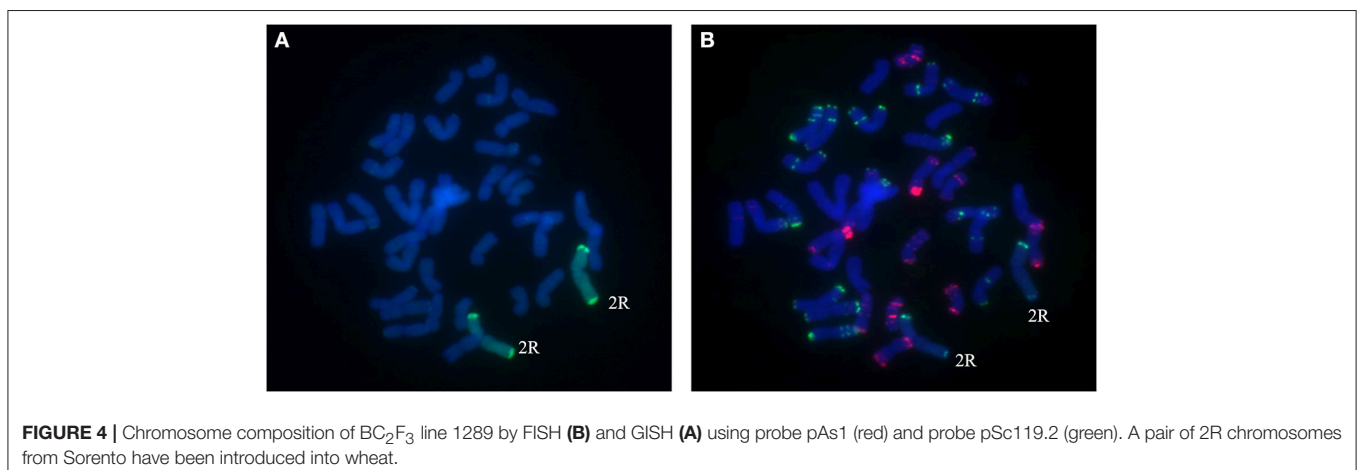 A
B
2R
2R
2R
2R
FIGURE 4 | Chromosome composition of BC2F3 line 1289 by FISH (B) and GISH (A) using probe pAs1 (red) and probe pSc119.2 (green). A pair of 2R chromosomes
from Sorento have been introduced into wheat.